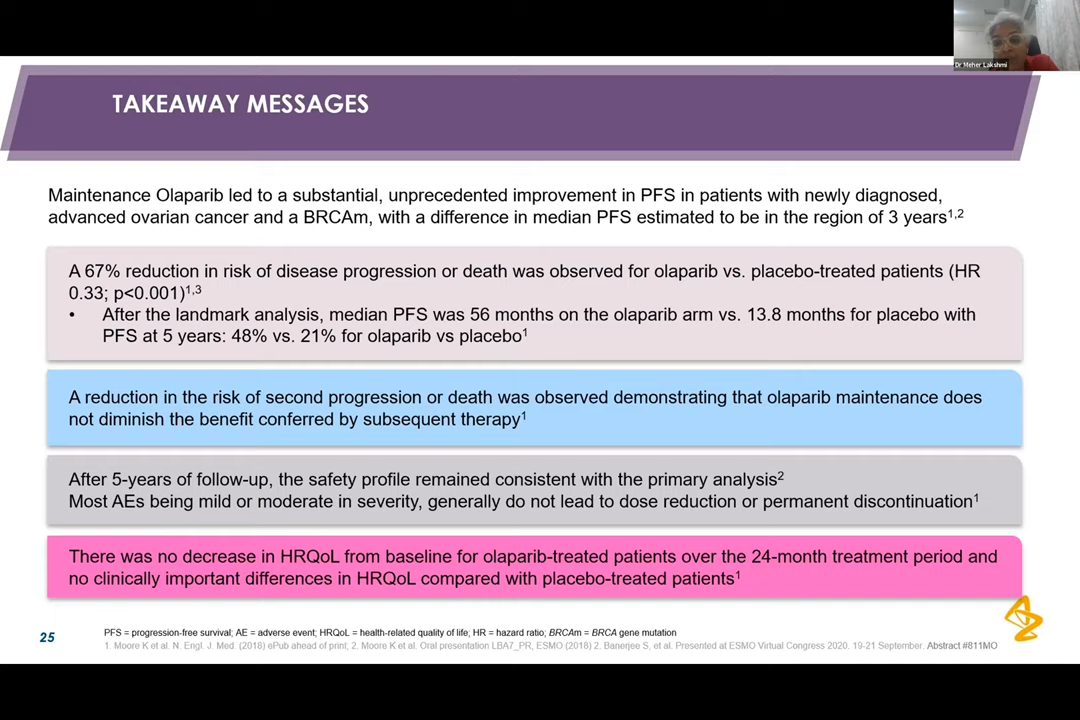 Dr Meher Lakshmi
TAKEAWAY MESSAGES
Maintenance Olaparib led to a substantial, unprecedented improvement in PFS in patients with newly diagnosed,
advanced ovarian cancer and a BRCAm, with a difference in median PFS estimated to be in the region of 3 years1,2
A 67% reduction in risk of disease progression or death was observed for olaparib vs. placebo-treated patients (HR
0.33; p<0.001)1,3
• After the landmark analysis, median PFS was 56 months on the olaparib arm vs. 13.8 months for placebo with
PFS at 5 years: 48% vs. 21% for olaparib vs placebo1
A reduction in the risk of second progression or death was observed demonstrating that olaparib maintenance does
not diminish the benefit conferred by subsequent therapy1
After 5-years of follow-up, the safety profile remained consistent with the primary analysis2
Most AEs being mild or moderate in severity, generally do not lead to dose reduction or permanent discontinuation1
There was no decrease in HRQoL from baseline for olaparib-treated patients over the 24-month treatment period and
no clinically important differences in HRQoL compared with placebo-treated patients1
25
PFS = progression-free survival; AE = adverse event; HRQoL = health-related quality of life; HR = hazard ratio; BRCAm = BRCA gene mutation
1. Moore K et al. N. Engl. J. Med. (2018) ePub ahead of print; 2. Moore K et al. Oral presentation LBA7_PR, ESMO (2018) 2. Banerjee S, et al. Presented at ESMO Virtual Congress 2020. 19-21 September. Abstract #811MO